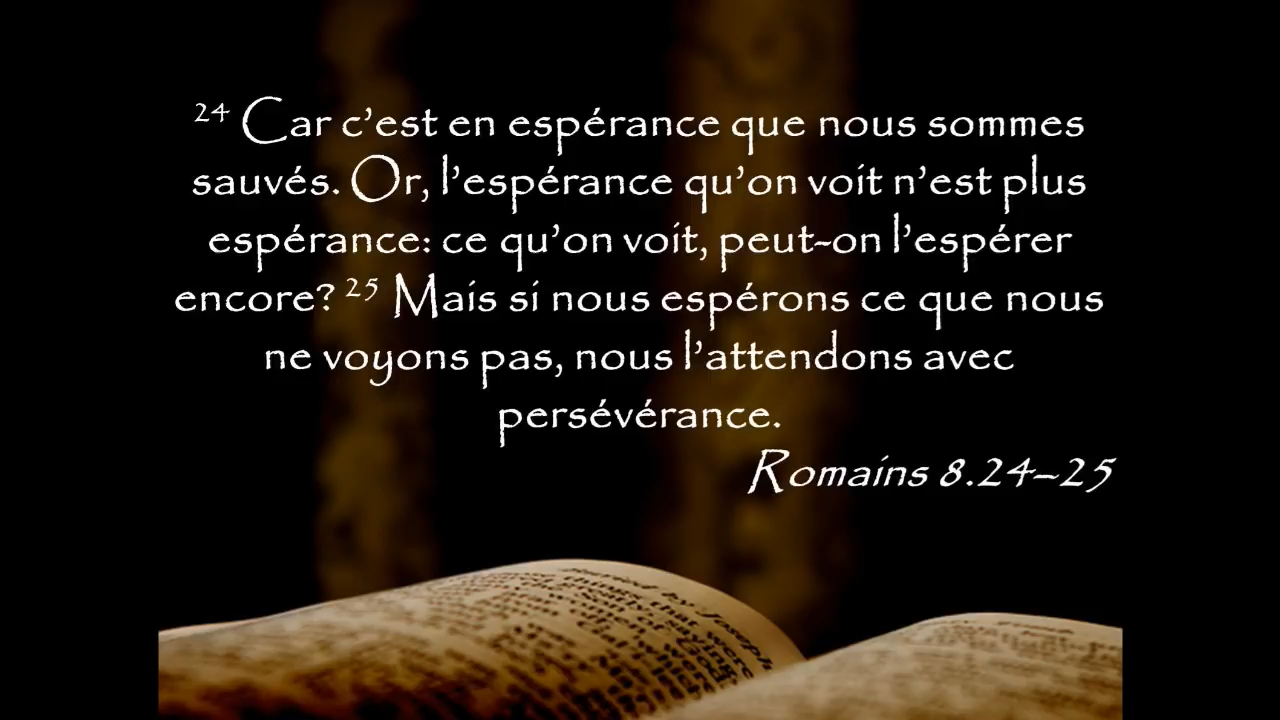 24 Car c’est en espérance que nous sommes
sauvés. Or, l’espérance qu’on voit n’est plus
espérance: ce qu’on voit, peut-on l’espérer
encore? 25 Mais si nous espérons ce que nous
ne voyons pas, nous l’attendons avec
persévérance.
Romains 8.24–25